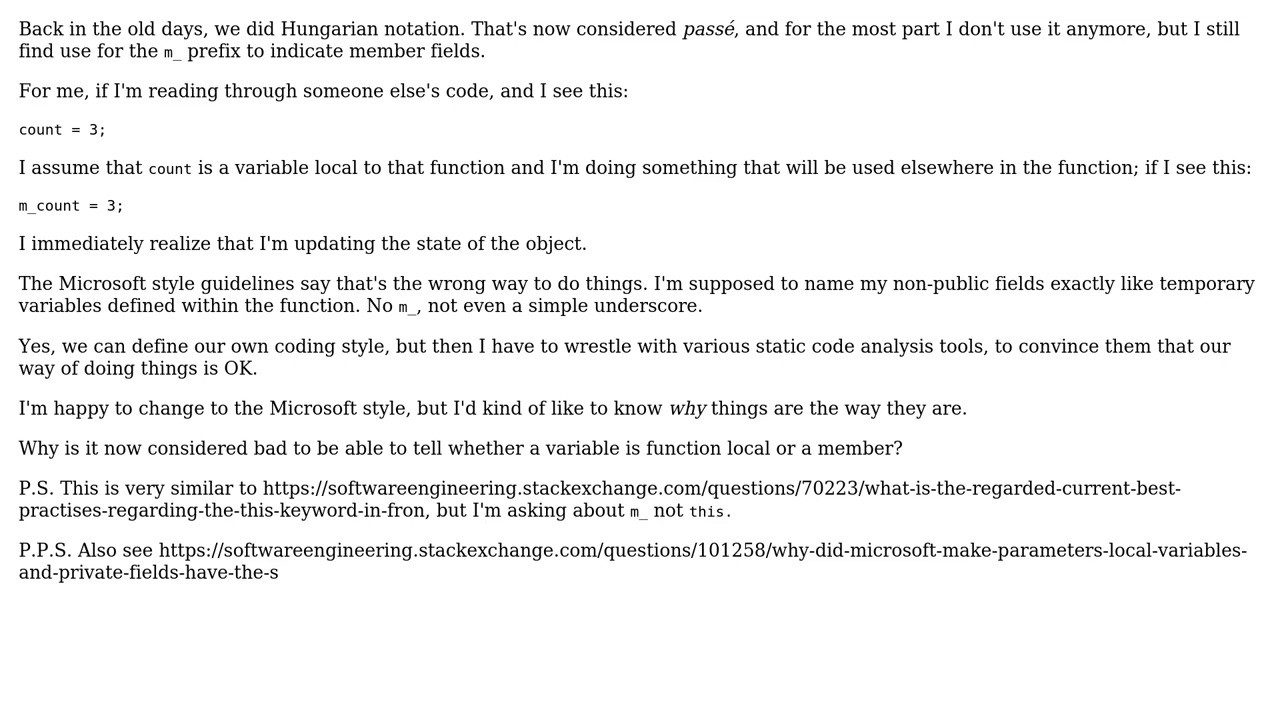 Back in the old days, we did Hungarian notation. That's now considered passé, and for the most part I don't use it anymore, but I still
find use for the m_ prefix to indicate member fields.
For me, if I'm reading through someone else's code, and I see this:
count = 3;
I assume that count is a variable local to that function and I'm doing something that will be used elsewhere in the function; if I see this:
m_count = 3;
I immediately realize that I'm updating the state of the object.
The Microsoft style guidelines say that's the wrong way to do things. I'm supposed to name my non-public fields exactly like temporary
variables defined within the function. No m_, not even a simple underscore.
Yes, we can define our own coding style, but then I have to wrestle with various static code analysis tools, to convince them that our
way of doing things is OK.
I'm happy to change to the Microsoft style, but I'd kind of like to know why things are the way they are.
Why is it now considered bad to be able to tell whether a variable is function local or a member?
P.S. This is very similar to https://softwareengineering.stackexchange.com/questions/70223/what-is-the-regarded-current-best-
practises-regarding-the-this-keyword-in-fron, but I'm asking about m_ not this.
P.P.S. Also see https://softwareengineering.stackexchange.com/questions/101258/why-did-microsoft-make-parameters-local-variables-
and-private-fields-have-the-s